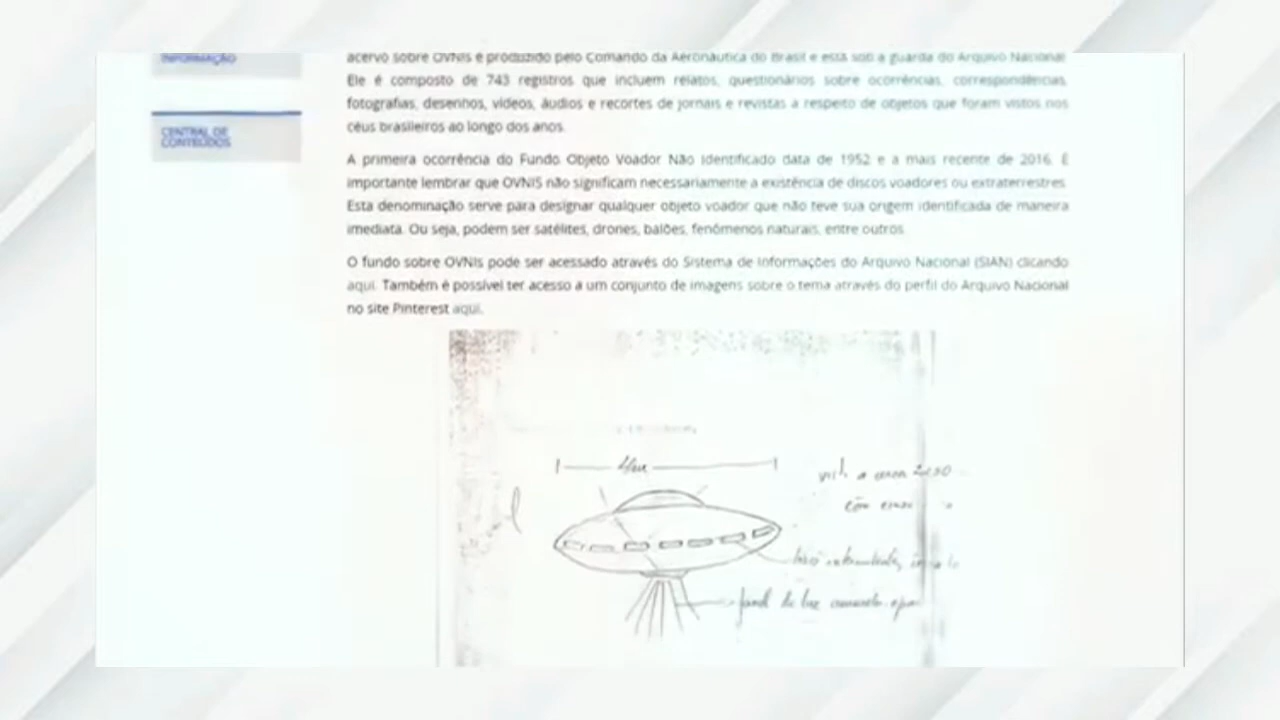 INFORMAÇÃO
CENTRAL DE
CONTEÚDOS
acervo sobre OVNIs é produzido pelo Comando da Aeronáutica do Brasil e está sob a guarda do Arquivo Nacional.
Ele é composto de 743 registros que incluem relatos, questionários sobre ocorrências, correspondências,
fotografias, desenhos, vídeos, áudios e recortes de jornais e revistas a respeito de objetos que foram vistos nos
céus brasileiros ao longo dos anos.
A primeira ocorrência do Fundo Objeto Voador Não Identificado data de 1952 e a mais recente de 2016. É
importante lembrar que OVNIS não significam necessariamente a existência de discos voadores ou extraterrestres.
Esta denominação serve para designar qualquer objeto voador que não teve sua origem identificada de maneira
imediata. Ou seja, podem ser satélites, drones, balões, fenômenos naturais, entre outros.
O fundo sobre OVNIs pode ser acessado através do Sistema de Informações do Arquivo Nacional (SIAN) clicando
aqui. Também é possível ter acesso a um conjunto de imagens sobre o tema através do perfil do Arquivo Nacional
no site Pinterest aqui.
de luz